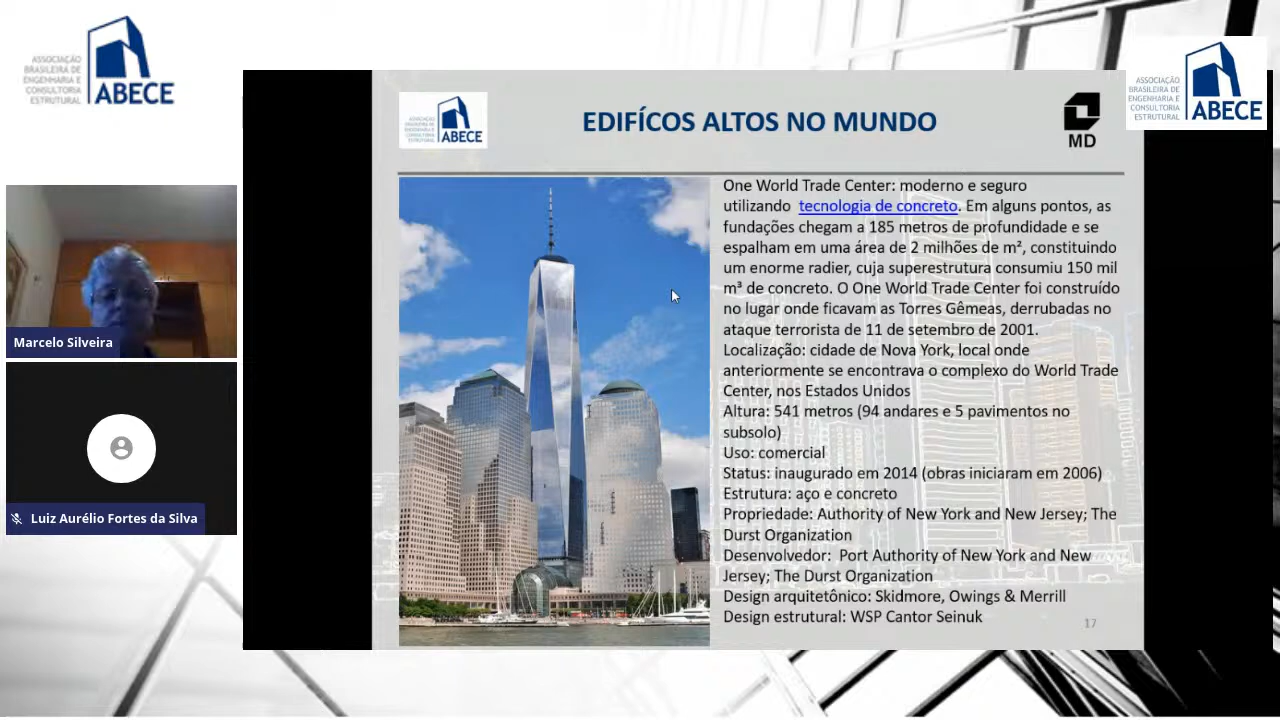 ASSOCIAÇÃO
BRASILEIRA DE
ENGENHARIA E
CONSULTORIA
ESTRUTURAL
ABECE
ASSOCIAÇÃO
BRASILEIRA DE
ENGENHARIA E
CONSULTORIA
ESTRUTURAL
ABECE
ABECE
EDIFÍCOS ALTOS NO MUNDO
MD
One World Trade Center: moderno e seguro
utilizando tecnologia de concreto. Em alguns pontos, as
fundações chegam a 185 metros de profundidade e se
espalham em uma área de 2 milhões de m², constituindo
um enorme radier, cuja superestrutura consumiu 150 mil
m³ de concreto. O One World Trade Center foi construído
no lugar onde ficavam as Torres Gêmeas, derrubadas no
ataque terrorista de 11 de setembro de 2001.
Localização: cidade de Nova York, local onde
anteriormente se encontrava o complexo do World Trade
Center, nos Estados Unidos
Altura: 541 metros (94 andares e 5 pavimentos no
subsolo)
Uso: comercial
Status: inaugurado em 2014 (obras iniciaram em 2006)
Estrutura: aço e concreto
Propriedade: Authority of New York and New Jersey; The
Durst Organization
Desenvolvedor: Port Authority of New York and New
Jersey; The Durst Organization
Design arquitetônico: Skidmore, Owings & Merrill
Design estrutural: WSP Cantor Seinuk
17
Marcelo Silveira
Luiz Aurélio Fortes da Silva